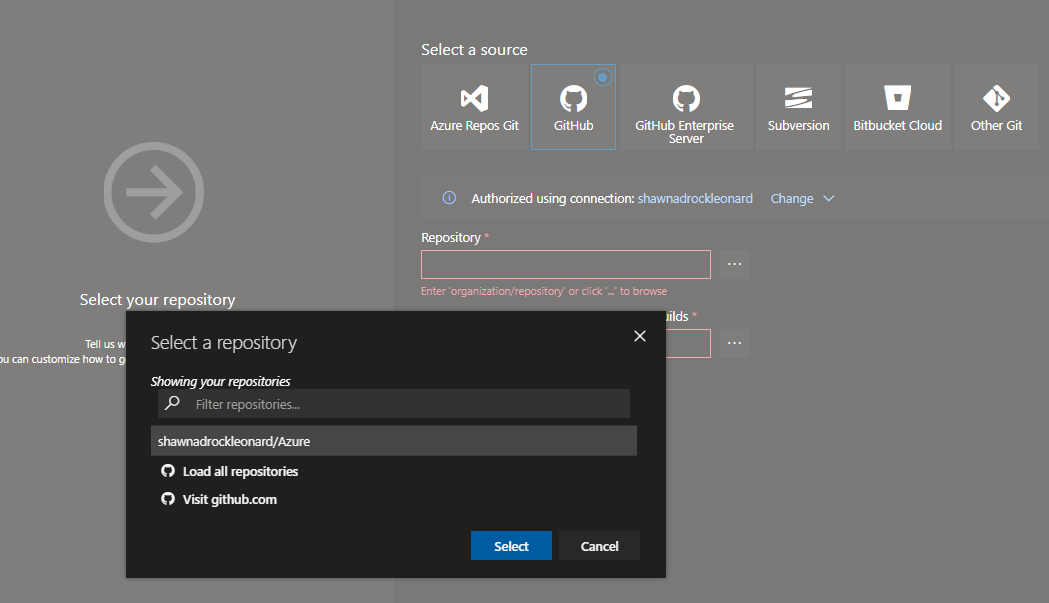 Select a source
Azure Repos Git
GitHub
GitHub Enterprise
Server
Subversion
Bitbucket Cloud
Other Git
Authorized using connection: shawnadrockleonard
Change
Repository *
...
Enter 'organization/repository' or click '...' to browse
*
...
Select your repository
Tell us
can customize how to
Select a repository
Showing your repositories
Filter repositories...
shawnadrockleonard/Azure
Load all repositories
Visit github.com
Select
Cancel